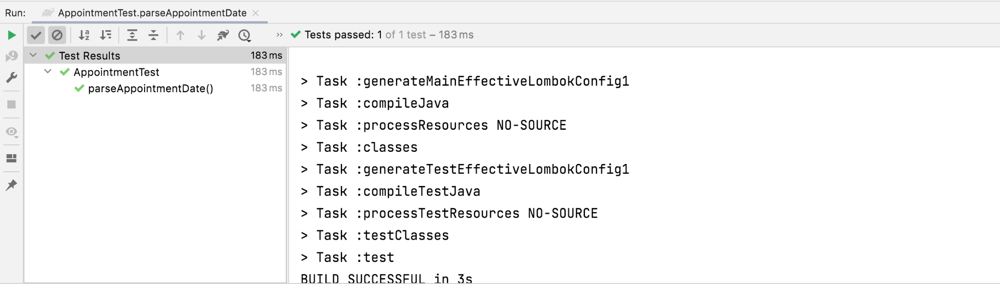 Run: AppointmentTest.parseAppointmentDate
Tests passed: 1 of 1 test – 183 ms
Test Results 183 ms
AppointmentTest 183 ms
parseAppointmentDate() 183 ms
> Task :generateMainEffectiveLombokConfig1
> Task :compileJava
> Task :processResources NO-SOURCE
> Task :classes
> Task :generateTestEffectiveLombokConfig1
> Task :compileTestJava
> Task :processTestResources NO-SOURCE
> Task :testClasses
> Task :test
BUILD SUCCESSFUL in 3s